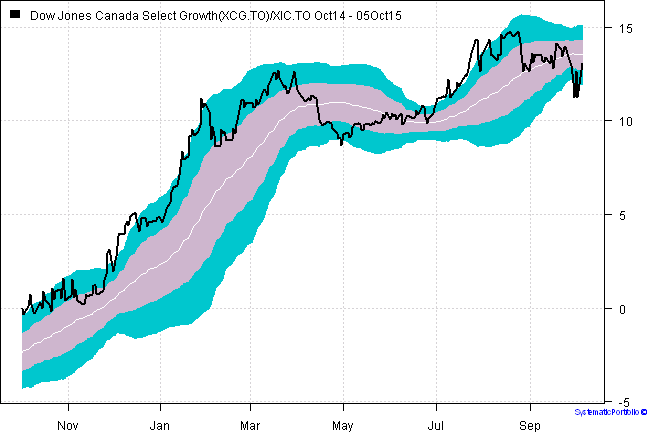 Dow Jones Canada Select Growth(XCG.TO)/XIC.TO Oct14 - 05Oct15
15
10
5
0
-5
SystematicPortfolio ©
Nov Jan Mar May Jul Sep